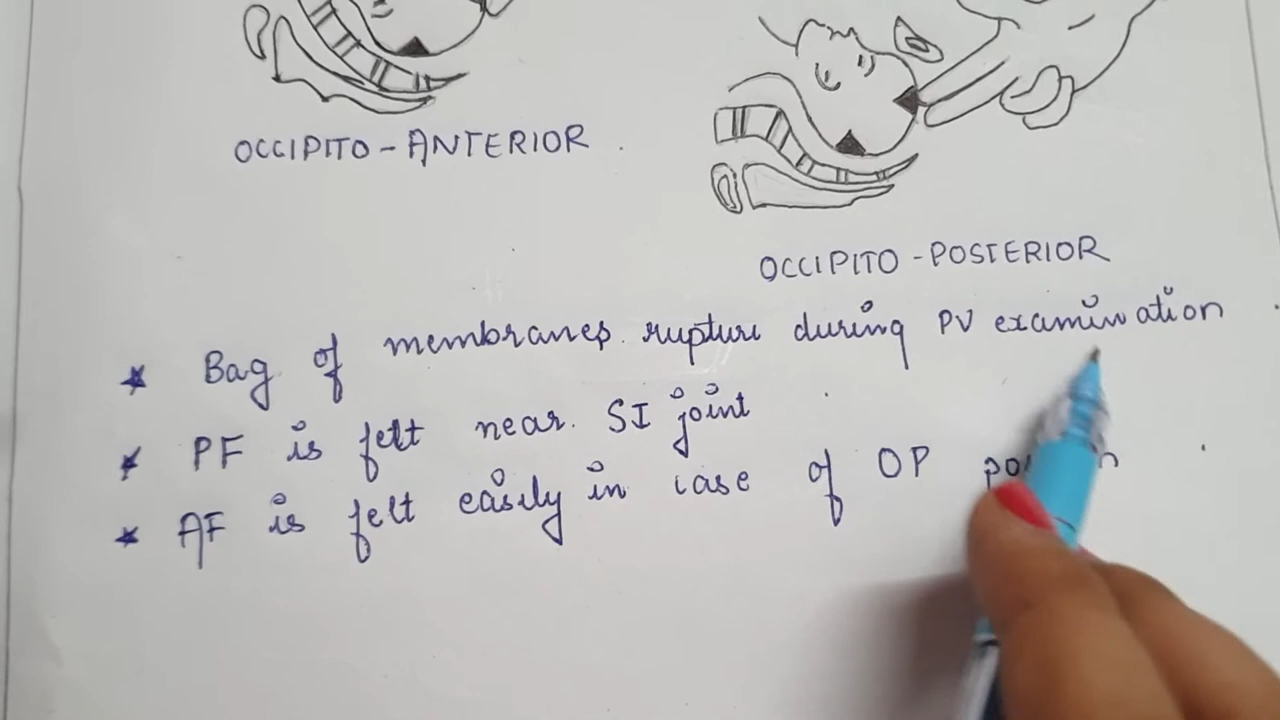 OCCIPITO - ANTERIOR
OCCIPITO - POSTERIOR
* Bag of membranes rupture during PV examination
* PF is felt near SI joint
* AF is felt easily in case of OP